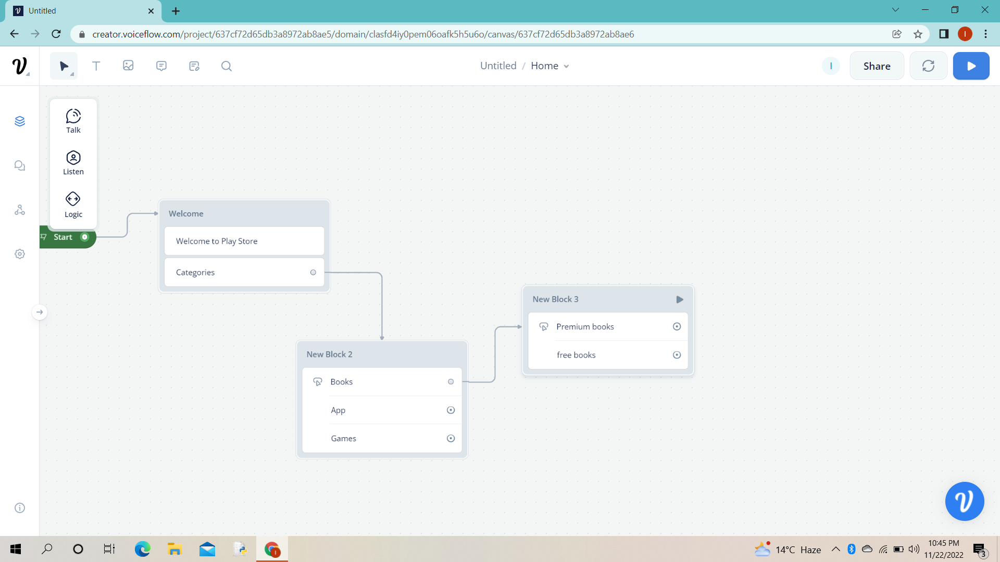 Untitled
creator.voiceflow.com/project/637cf72d65db3a8972ab8ae5/domain/clasfd4iy0pem06oafk5h5u6o/canvas/637cf72d65db3a8972ab8ae6
I
T
Untitled / Home
I
Share
Talk
Listen
Logic
Start
Welcome
Welcome to Play Store
Categories
New Block 3
Premium books
free books
New Block 2
Books
App
Games
14°C Haze
10:45 PM
11/22/2022
3